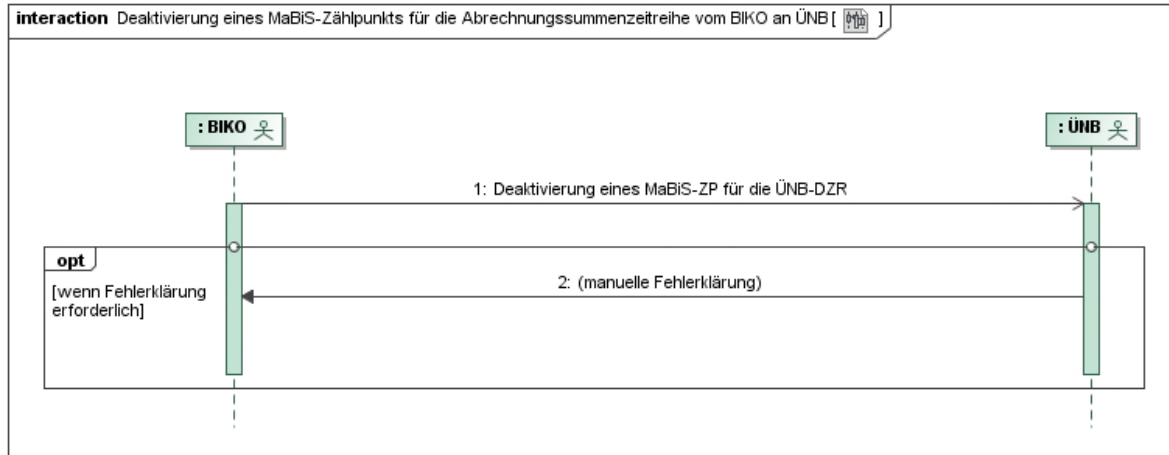 interaction Deaktivierung eines MaBiS-Zählpunkts für die Abrechnungssummenzeitreihe vom BIKO an ÜNB [ ]
: BIKO
: ÜNB
1: Deaktivierung eines MaBiS-ZP für die ÜNB-DZR
opt
[wenn Fehlerklärung
erforderlich]
2: (manuelle Fehlerklärung)